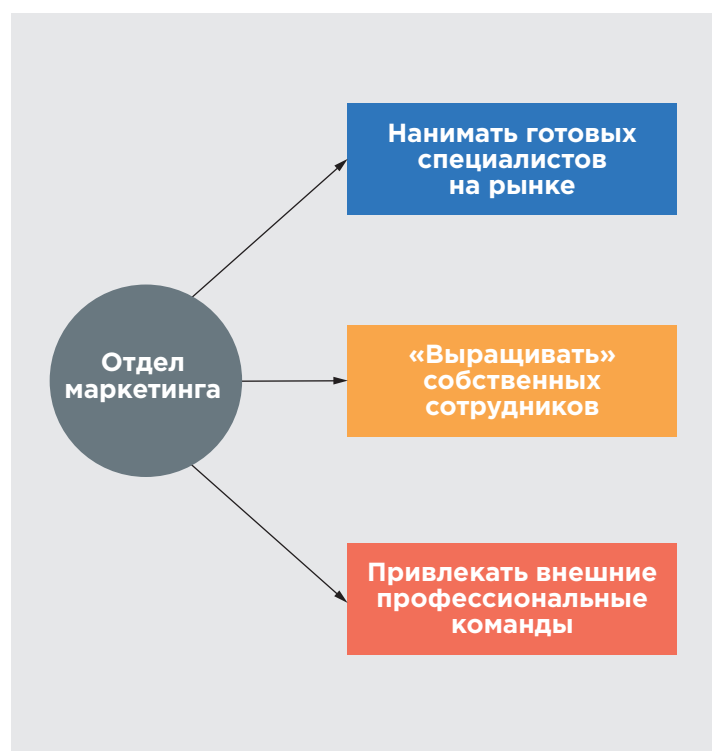 Нанимать готовых
специалистов
на рынке
Отдел
маркетинга
«Выращивать»
собственных
сотрудников
Привлекать внешние
профессиональные
команды